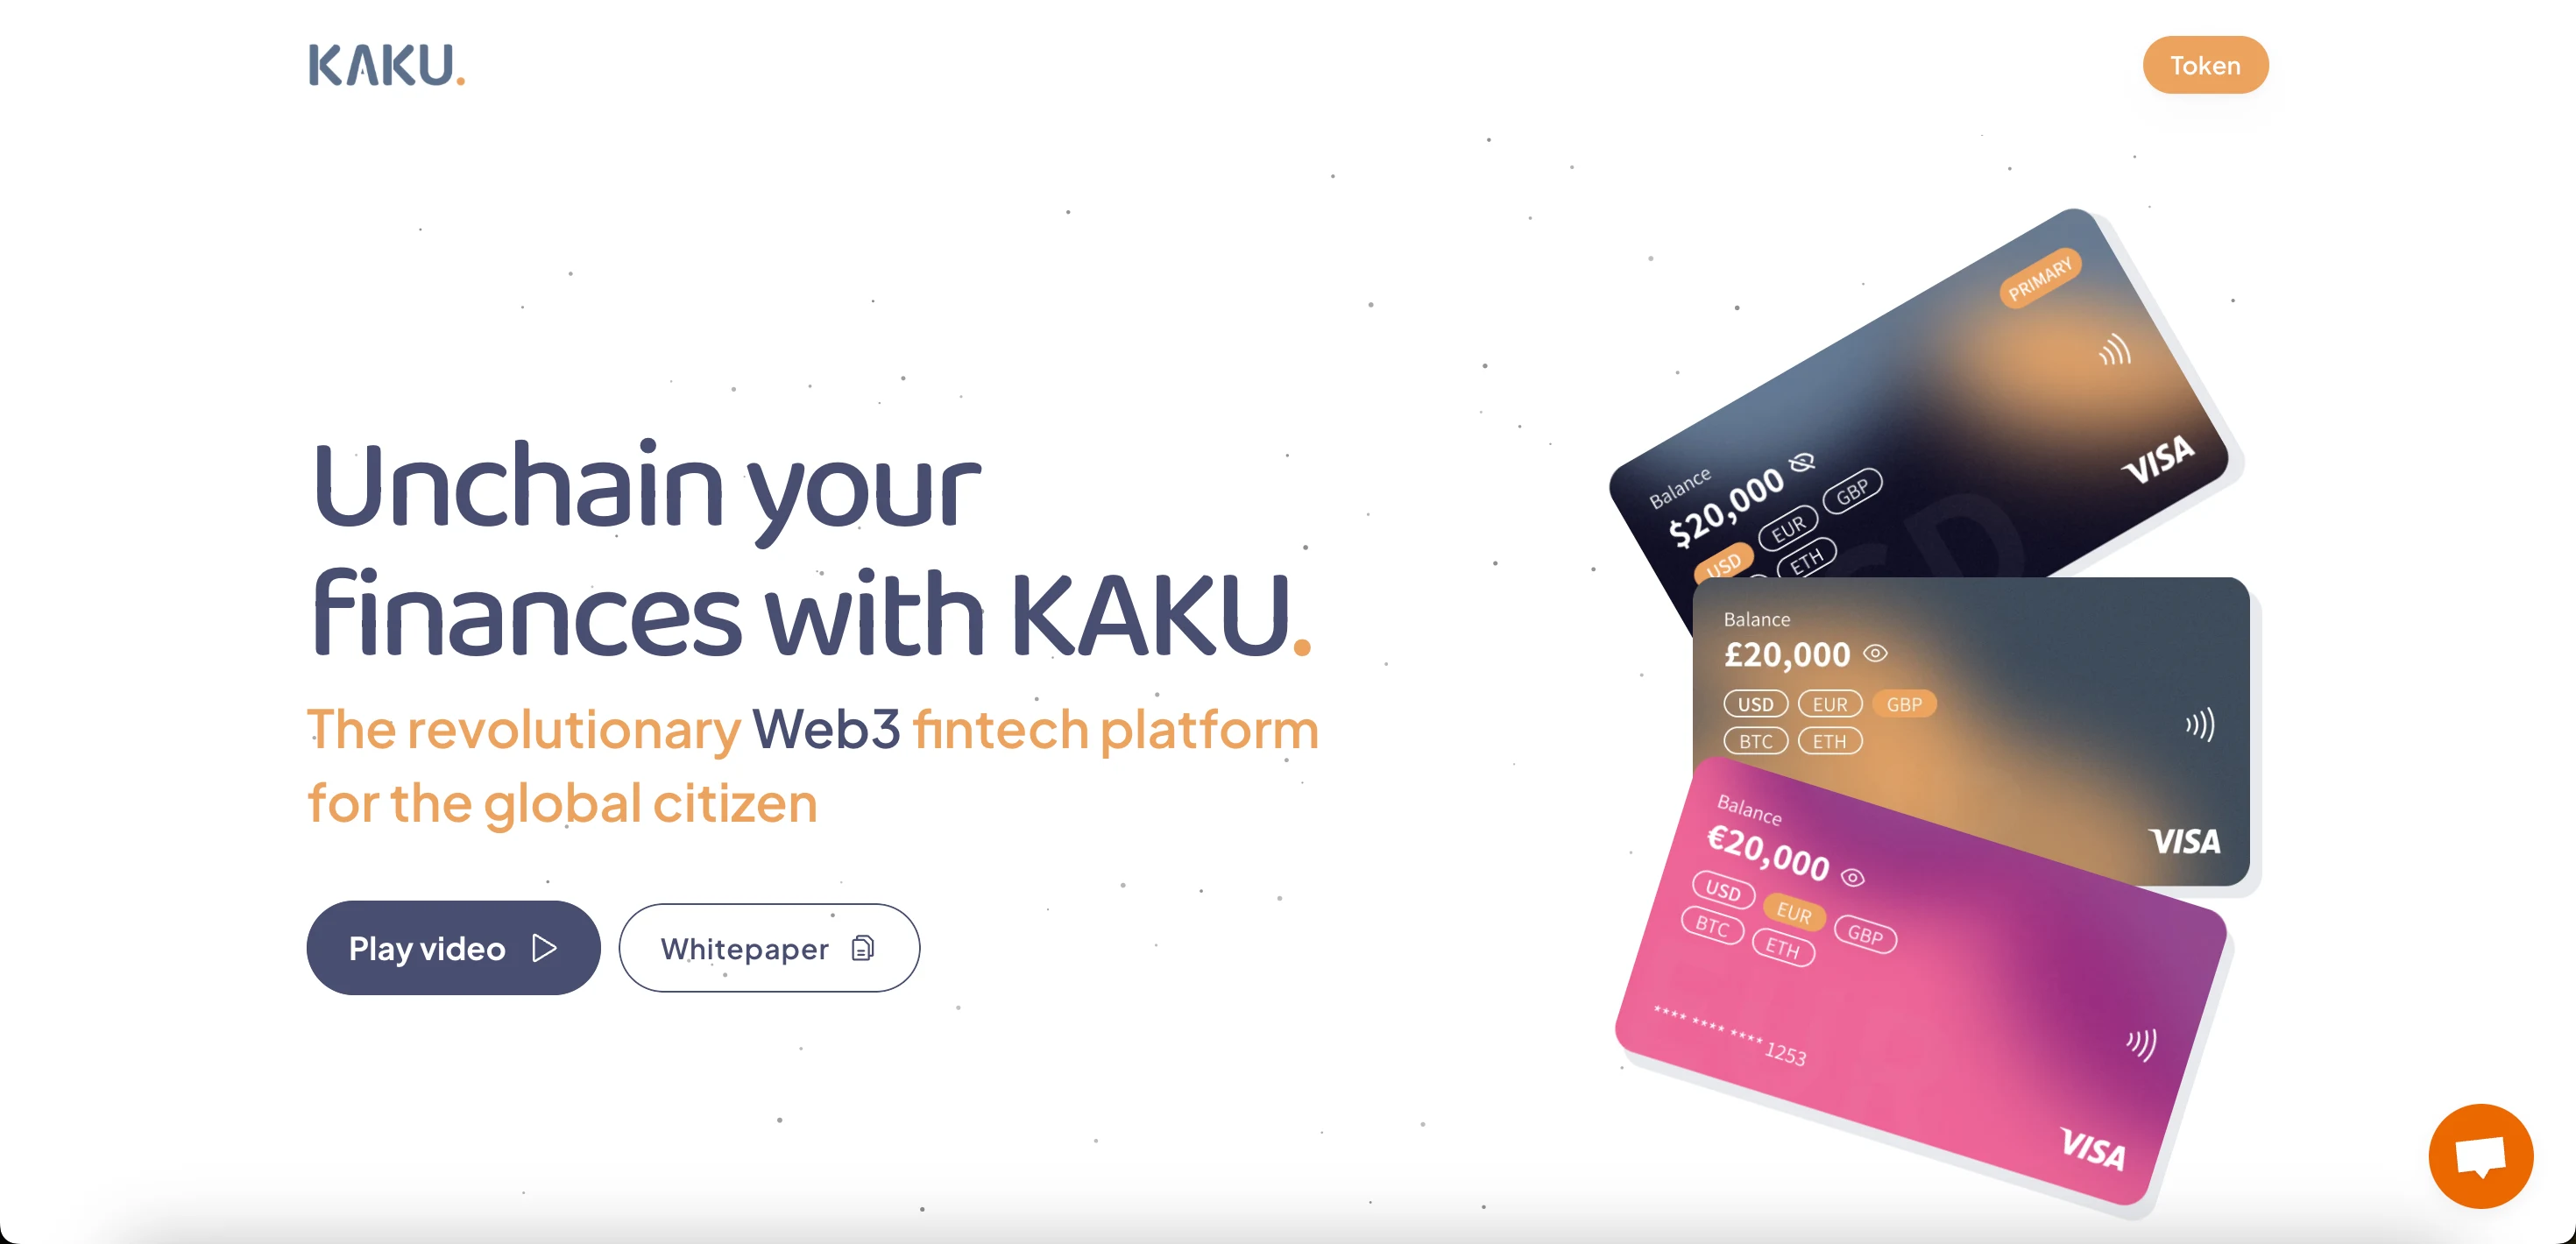 KAKU.
Token
Unchain your
finances with KAKU.
The revolutionary Web3 fintech platform
for the global citizen
Play video
Whitepaper
PRIMARY
Balance
$20,000
USD EUR GBP
ETH
VISA
Balance
£20,000
USD EUR GBP
BTC ETH
VISA
Balance
€20,000
USD EUR GBP
BTC ETH
**** **** **** 1253
VISA